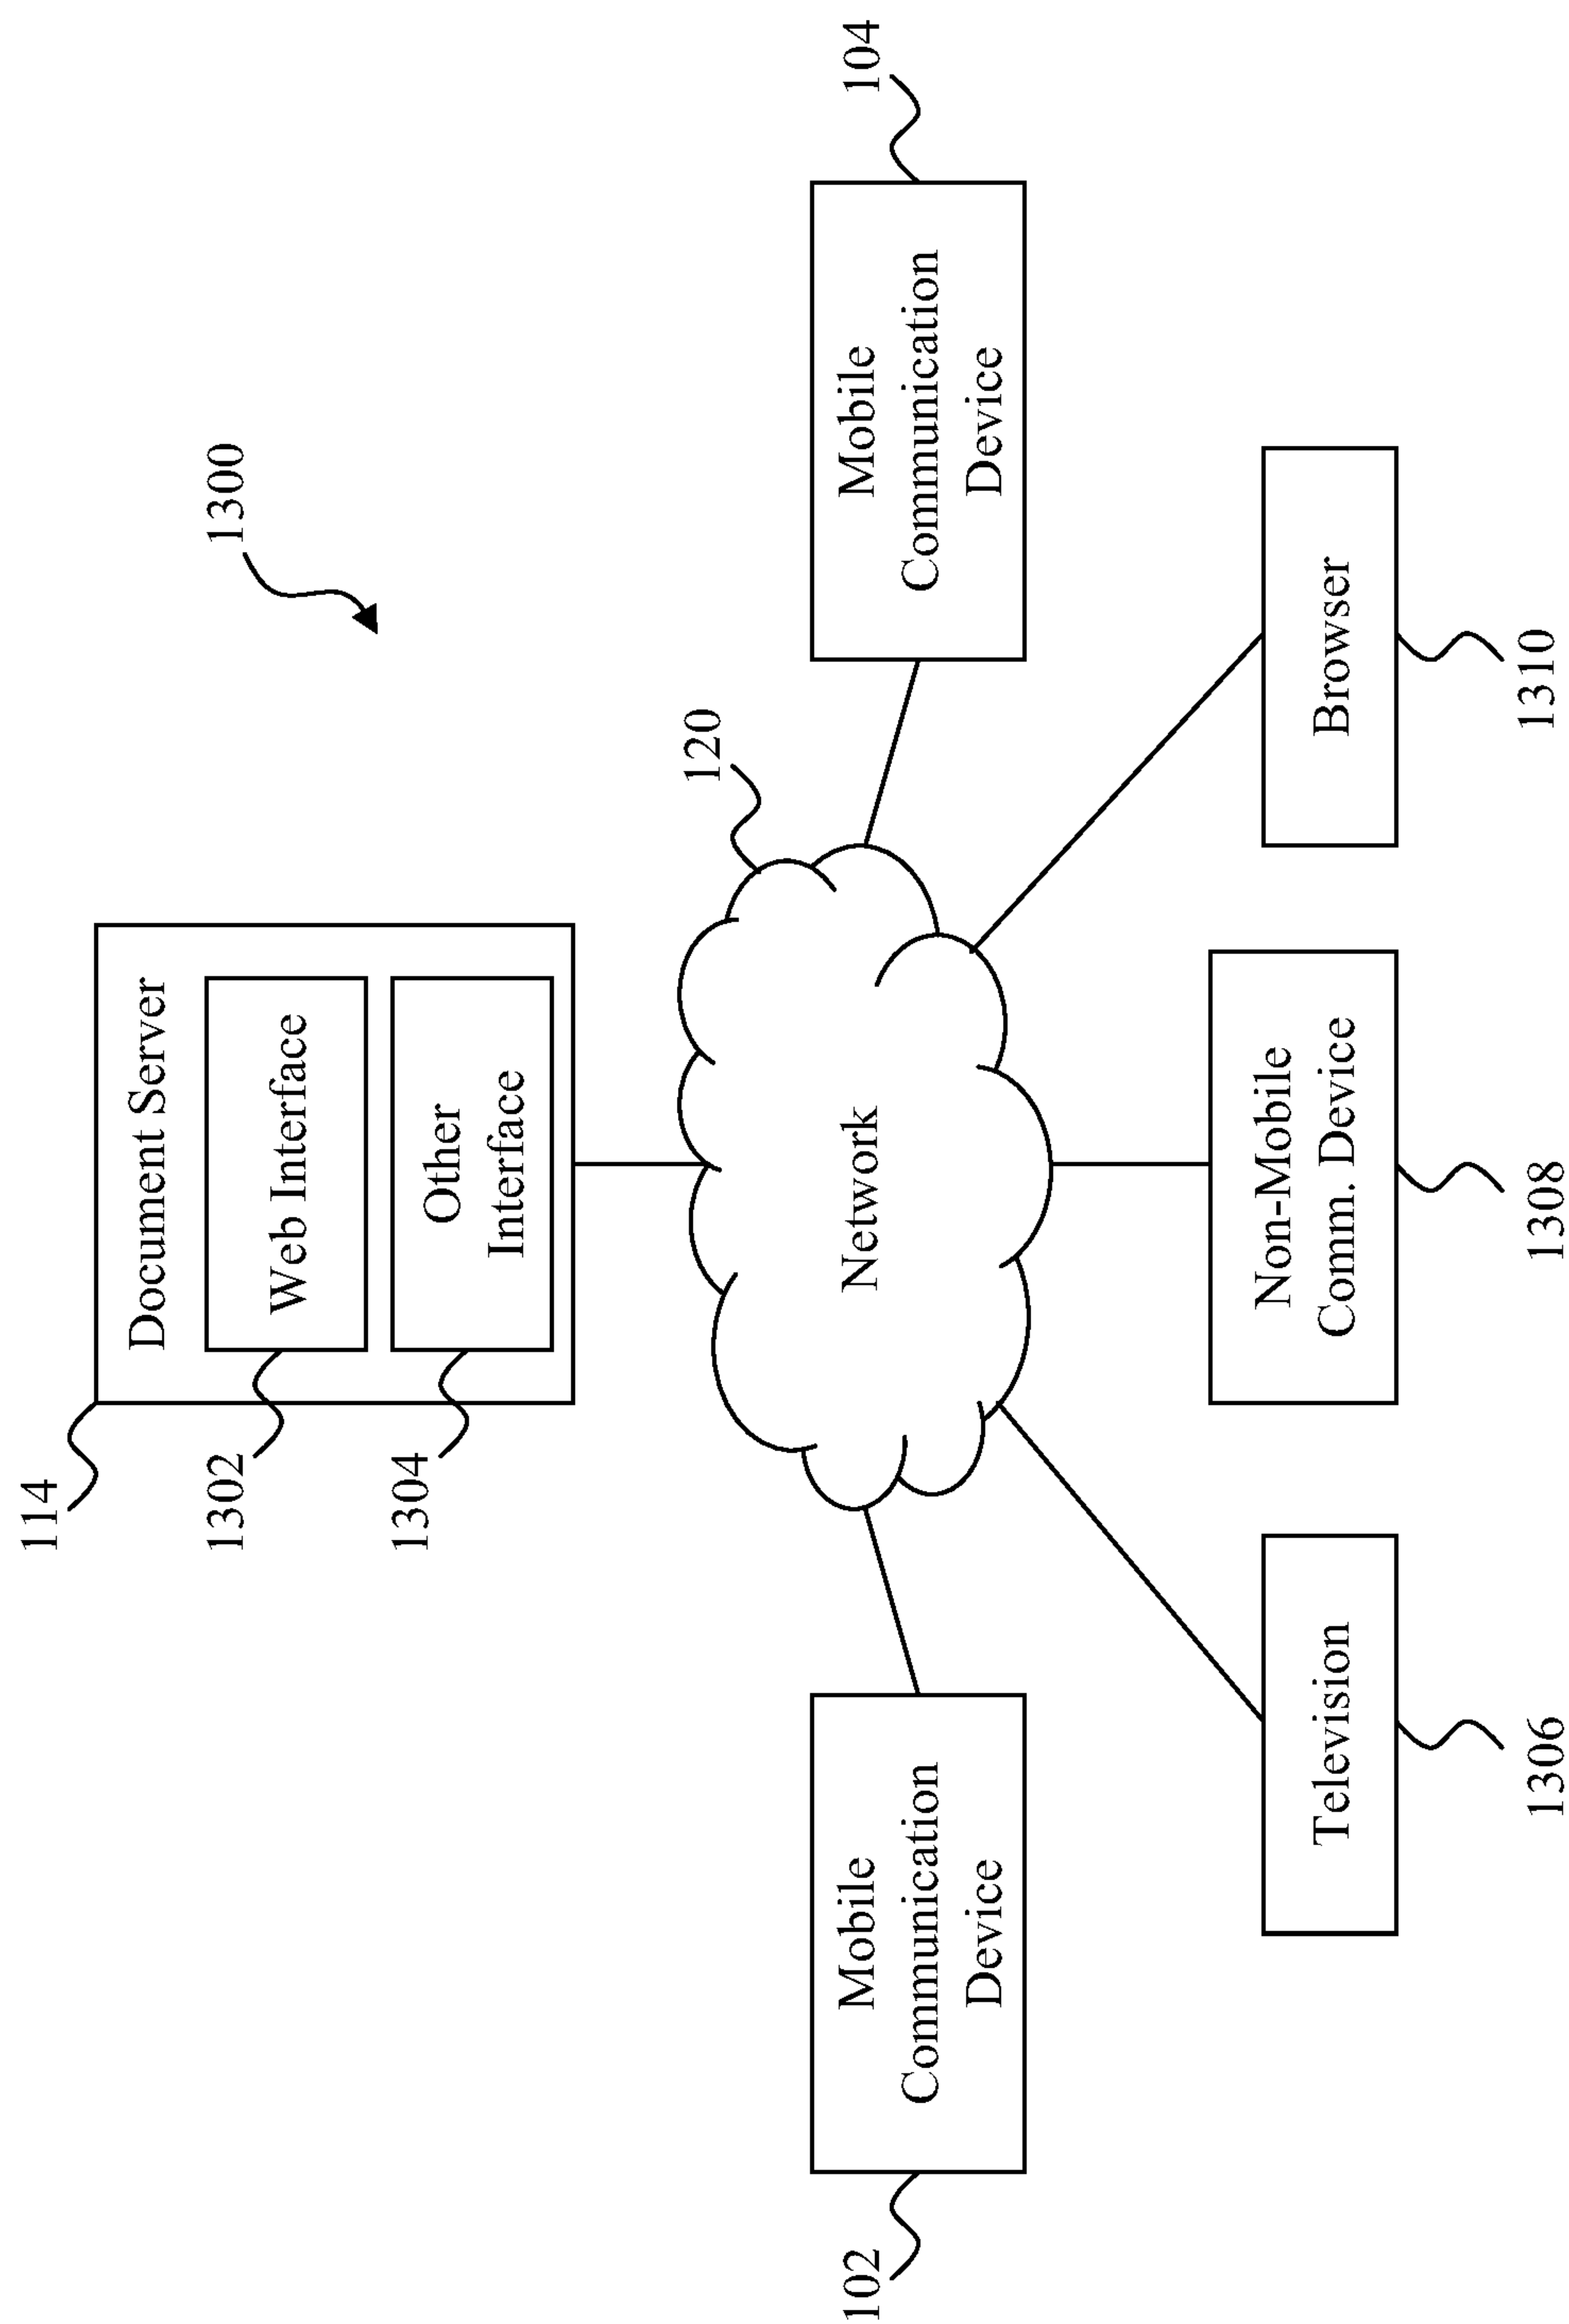 1300
114
Document Server
1302
Web Interface
1304
Other
Interface
120
Network
102
Mobile
Communication
Device
104
Mobile
Communication
Device
Television
1306
Non-Mobile
Comm. Device
1308
Browser
1310